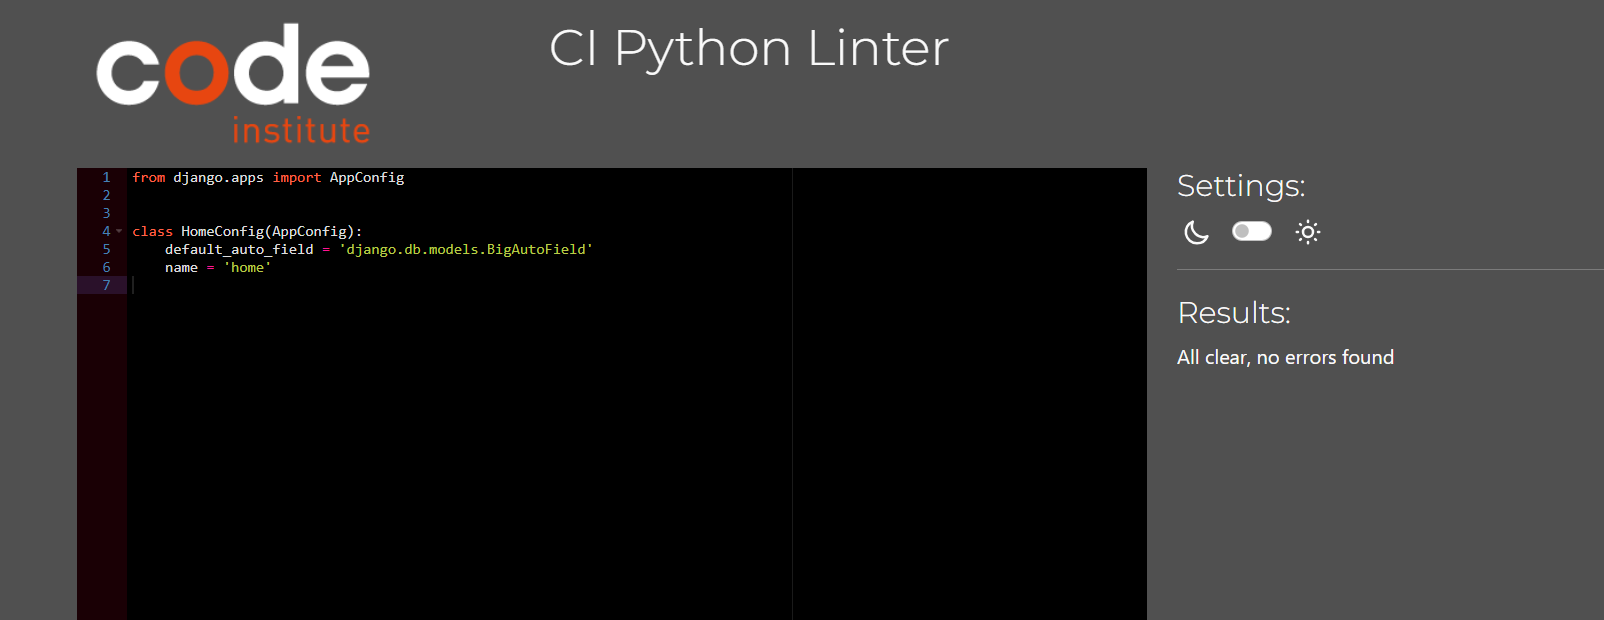 code
institute
CI Python Linter
1 from django.apps import AppConfig
2
3
4 class HomeConfig(AppConfig):
5     default_auto_field = 'django.db.models.BigAutoField'
6     name = 'home'
7
Settings:
Results:
All clear, no errors found